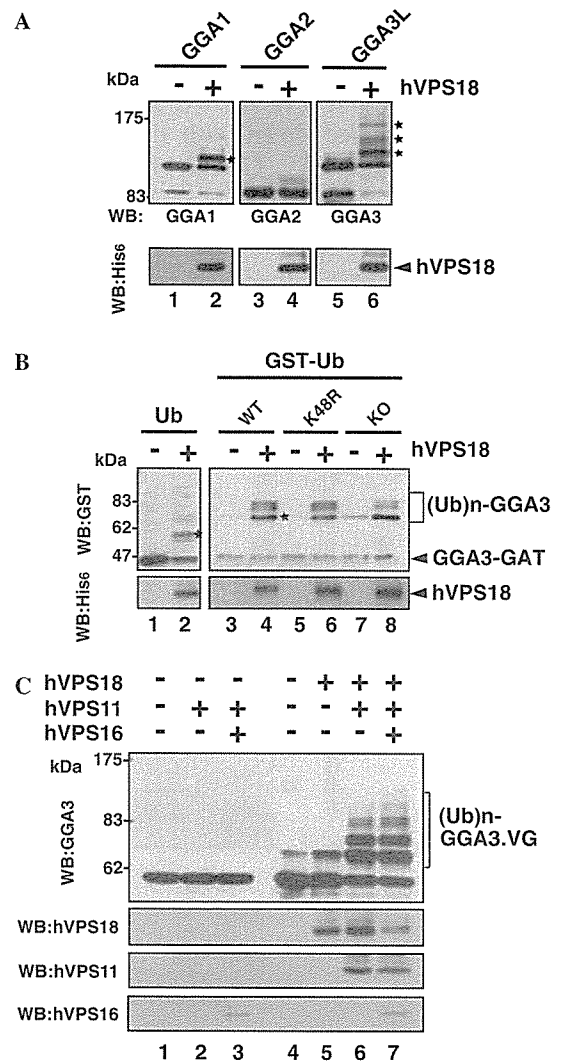 A
GGA1 GGA2 GGA3L
kDa - + - + - + hVPS18
175-
83-
WB: GGA1 GGA2 GGA3
WB:His6 hVPS18
1 2 3 4 5 6
B
GST-Ub
Ub WT K48R KO
kDa - + - + - + - + hVPS18
WB:GST
83-
62-
47-
(Ub)n-GGA3
GGA3-GAT
WB:His6 hVPS18
1 2 3 4 5 6 7 8
C
hVPS18 - - - - + + +
hVPS11 - + + - - + +
hVPS16 - - + - - - +
kDa
175-
83-
62-
WB:GGA3
(Ub)n-
GGA3.VG
WB:hVPS18
WB:hVPS11
WB:hVPS16
1 2 3 4 5 6 7